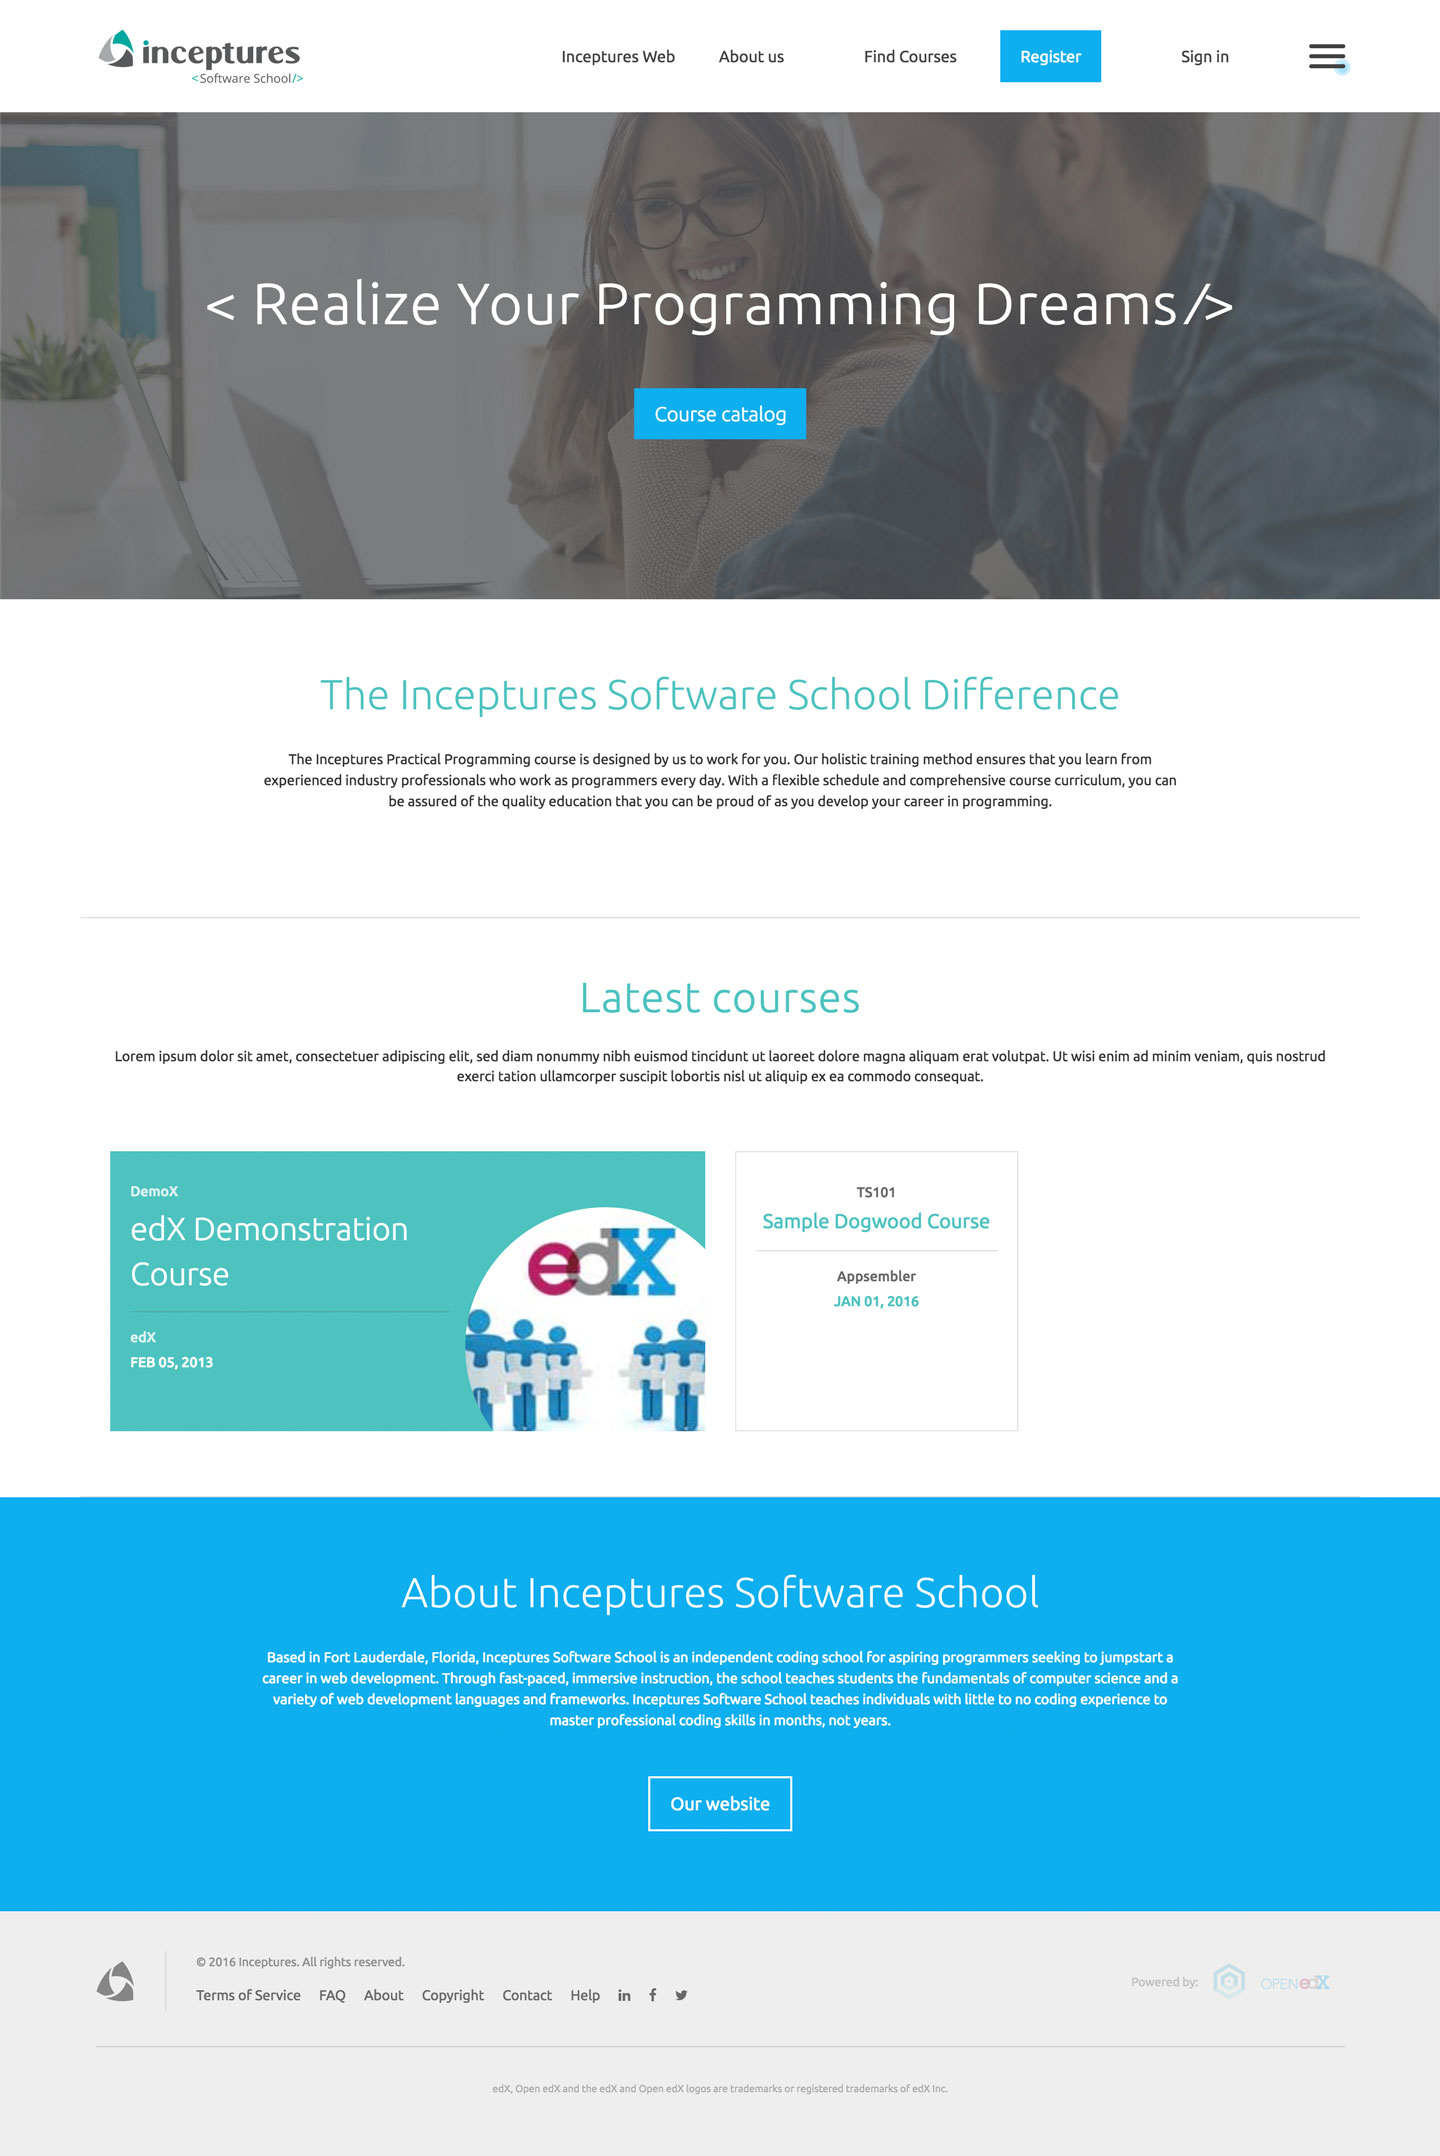 inceptures
<Software School/>
Inceptures Web
About us
Find Courses
Register
Sign in
< Realize Your Programming Dreams/>
Course catalog
The Inceptures Software School Difference
The Inceptures Practical Programming course is designed by us to work for you. Our holistic training method ensures that you learn from
experienced industry professionals who work as programmers every day. With a flexible schedule and comprehensive course curriculum, you can
be assured of the quality education that you can be proud of as you develop your career in programming.
Latest courses
Lorem ipsum dolor sit amet, consectetuer adipiscing elit, sed diam nonummy nibh euismod tincidunt ut laoreet dolore magna aliquam erat volutpat. Ut wisi enim ad minim veniam, quis nostrud
exerci tation ullamcorper suscipit lobortis nisl ut aliquip ex ea commodo consequat.
DemoX
edX Demonstration
Course
edX
FEB 05, 2013
edX
TS101
Sample Dogwood Course
Appsembler
JAN 01, 2016
About Inceptures Software School
Based in Fort Lauderdale, Florida, Inceptures Software School is an independent coding school for aspiring programmers seeking to jumpstart a
career in web development. Through fast-paced, immersive instruction, the school teaches students the fundamentals of computer science and a
variety of web development languages and frameworks. Inceptures Software School teaches individuals with little to no coding experience to
master professional coding skills in months, not years.
Our website
© 2016 Inceptures. All rights reserved.
Terms of Service FAQ About Copyright Contact Help
Powered by:
OPEN edX
edX, Open edX and the edX and Open edX logos are trademarks or registered trademarks of edX Inc.